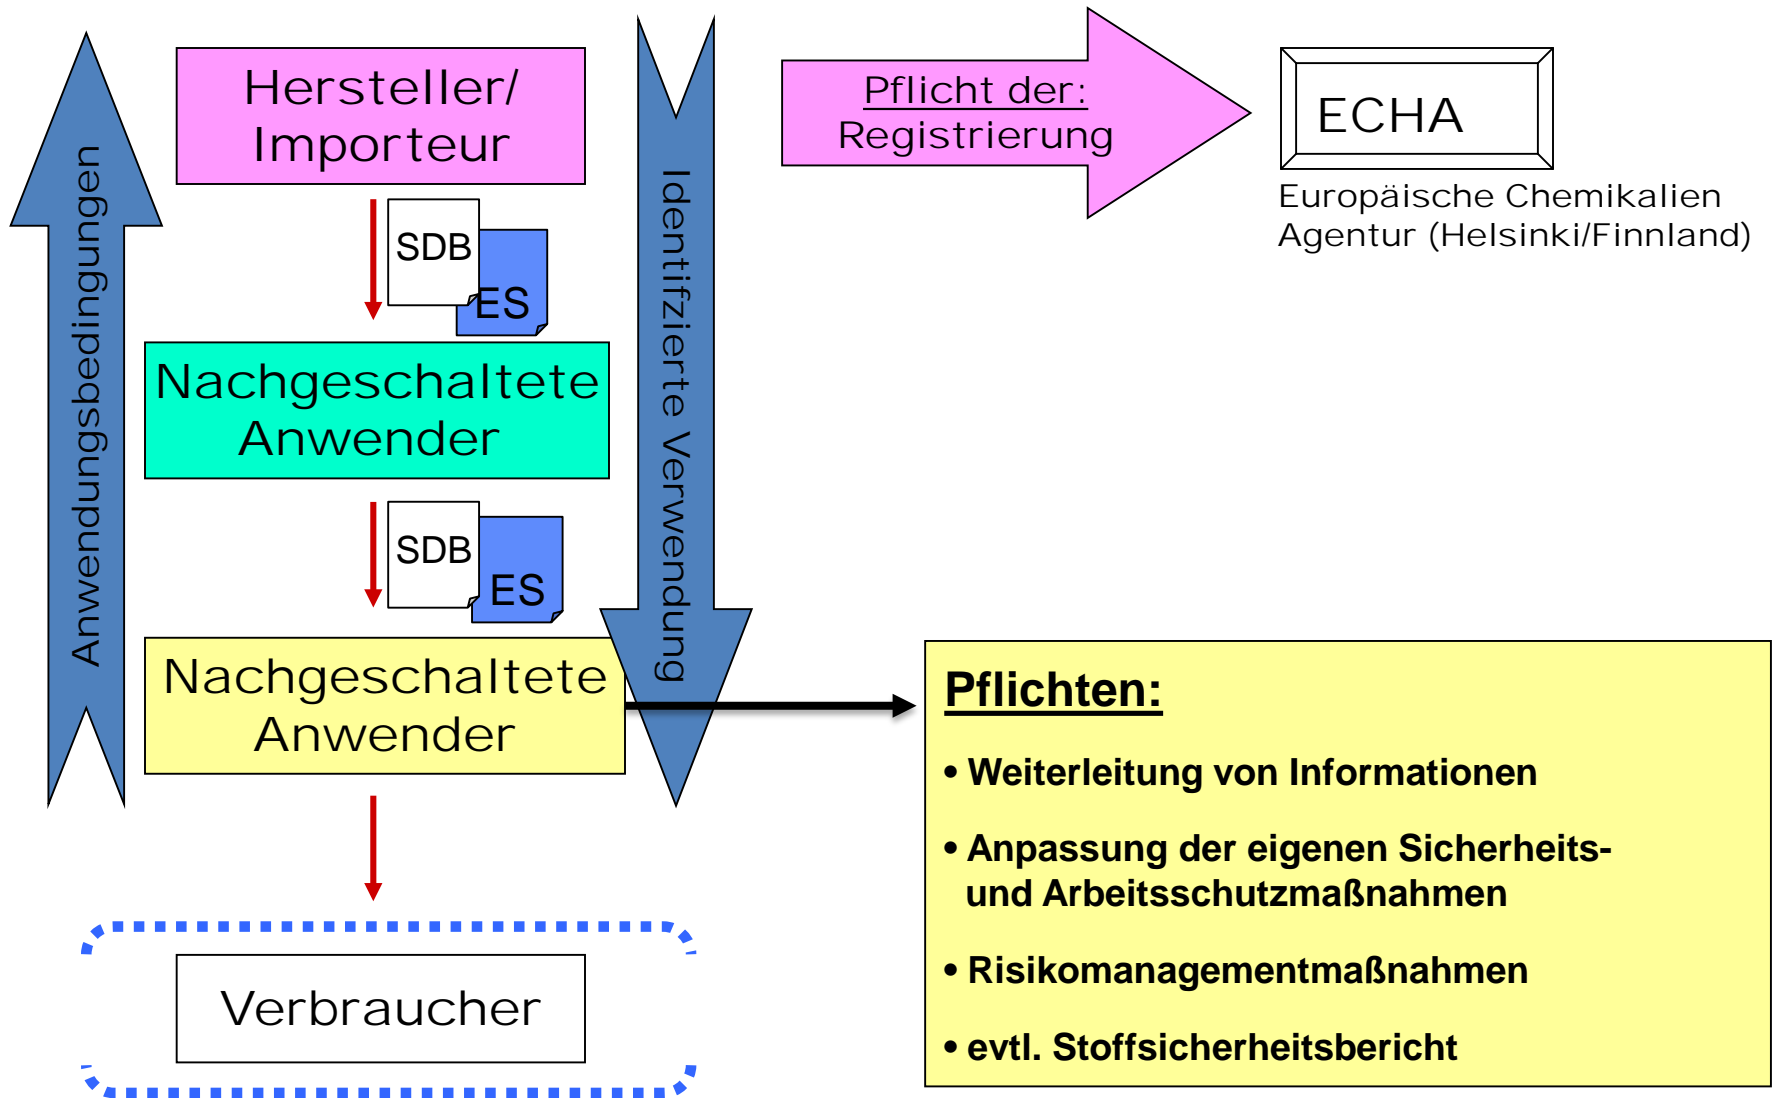 Anwendungsbedingungen
Hersteller/
Importeur
SDB
ES
Nachgeschaltete
Anwender
SDB
ES
Nachgeschaltete
Anwender
Verbraucher
Identifzierte Verwendung
Pflicht der:
Registrierung
ECHA
Europäische Chemikalien
Agentur (Helsinki/Finnland)
Pflichten:
• Weiterleitung von Informationen
• Anpassung der eigenen Sicherheits-
und Arbeitsschutzmaßnahmen
• Risikomanagementmaßnahmen
• evtl. Stoffsicherheitsbericht